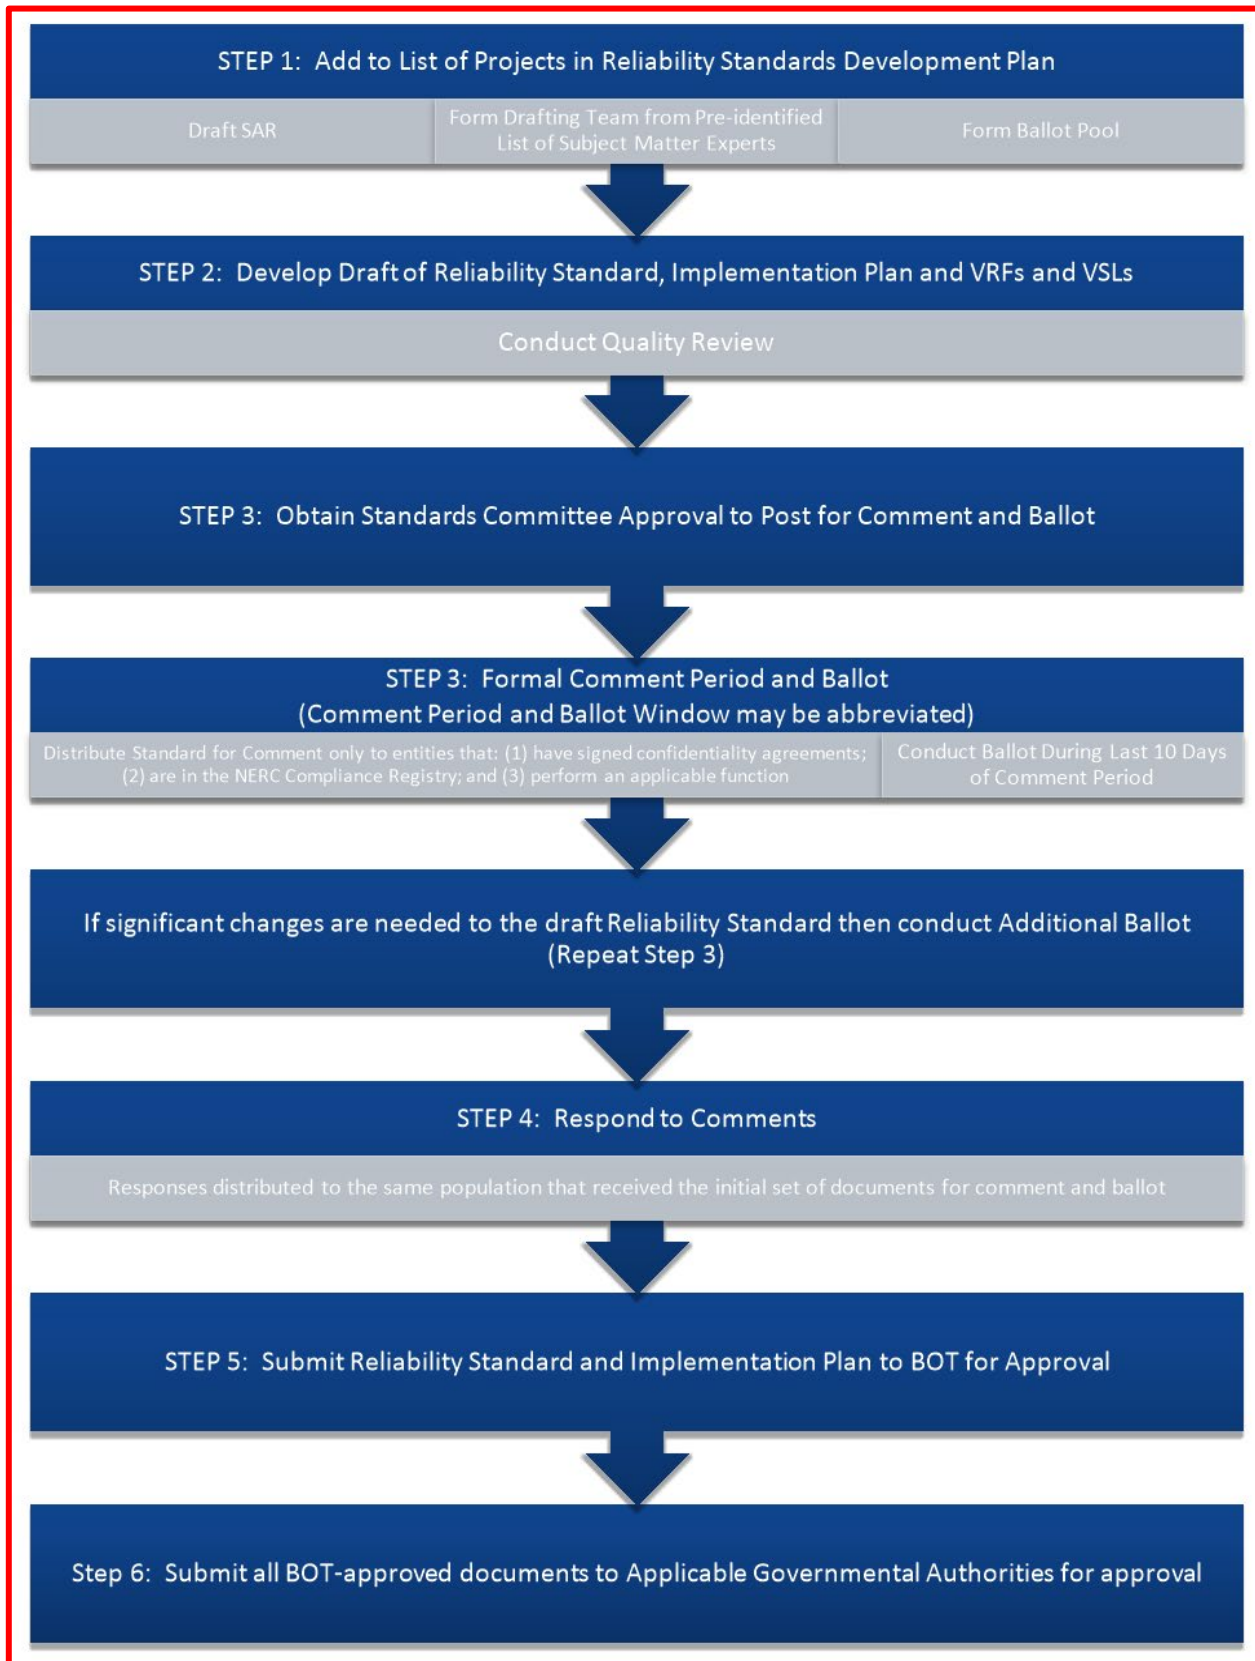 STEP 1: Add to List of Projects in Reliability Standards Development Plan
Draft SAR
Form Drafting Team from Pre-identified
List of Subject Matter Experts
Form Ballot Pool
STEP 2: Develop Draft of Reliability Standard, Implementation Plan and VRFs and VSLs
Conduct Quality Review
STEP 3: Obtain Standards Committee Approval to Post for Comment and Ballot
STEP 3: Formal Comment Period and Ballot
(Comment Period and Ballot Window may be abbreviated)
Distribute Standard for Comment only to entities that: (1) have signed confidentiality agreements;
(2) are in the NERC Compliance Registry; and (3) perform an applicable function
Conduct Ballot During Last 10 Days
of Comment Period
If significant changes are needed to the draft Reliability Standard then conduct Additional Ballot
(Repeat Step 3)
STEP 4: Respond to Comments
Responses distributed to the same population that received the initial set of documents for comment and ballot
STEP 5: Submit Reliability Standard and Implementation Plan to BOT for Approval
Step 6: Submit all BOT-approved documents to Applicable Governmental Authorities for approval